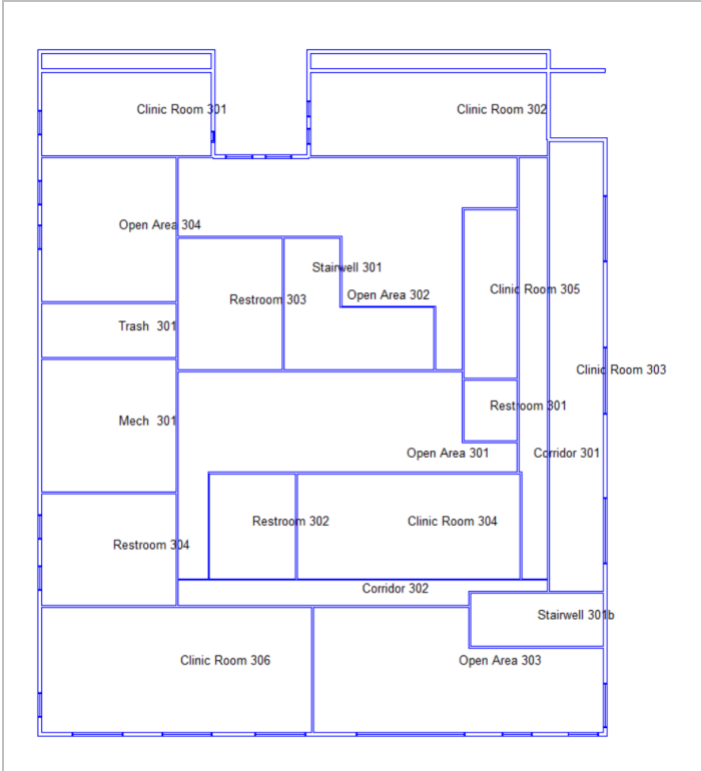 Clinic Room 301
Clinic Room 302
Open Area 304
Stairwell 301
Clinic Room 305
Restroom 303
Open Area 302
Trash 301
Clinic Room 303
Restroom 301
Mech 301
Open Area 301
Corridor 301
Restroom 302
Clinic Room 304
Restroom 304
Corridor 302
Stairwell 301b
Clinic Room 306
Open Area 303